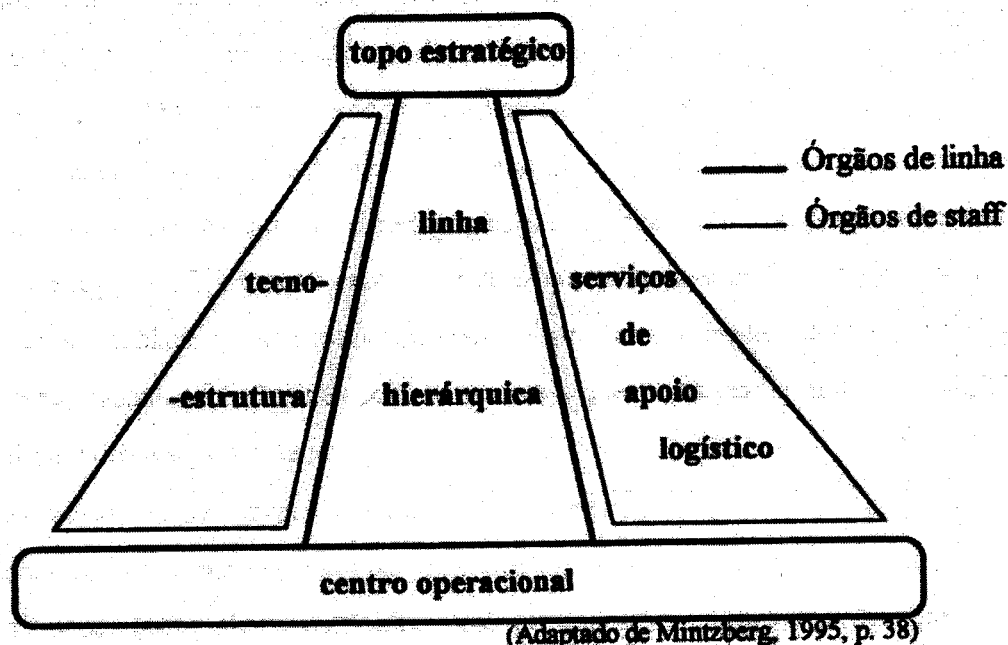 topo estratégico
Órgãos de linha
Órgãos de staff
linha
hierárquica
tecno-
-estrutura
serviços
de
apoio
logístico
centro operacional
(Adaptado de Mintzberg, 1995, p. 38)